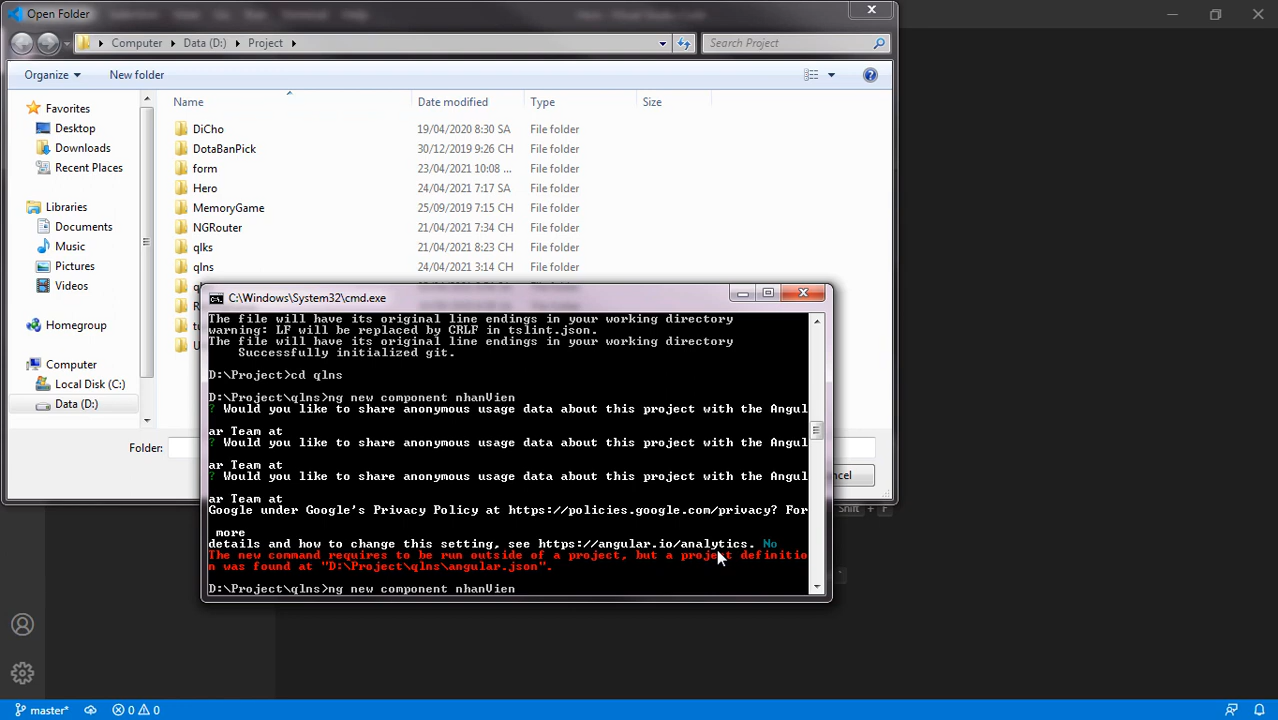 Open Folder
Computer Data (D:) Project
Search Project
Organize New folder
Name Date modified Type Size
Favorites
Desktop
Downloads
Recent Places
Libraries
Documents
Music
Pictures
Videos
Homegroup
Computer
Local Disk (C:)
Data (D:)
DiCho 19/04/2020 8:30 SA File folder
DotaBanPick 30/12/2019 9:26 CH File folder
form 23/04/2021 10:08 ... File folder
Hero 24/04/2021 7:17 SA File folder
MemoryGame 25/09/2019 7:15 CH File folder
NGRouter 21/04/2021 7:34 CH File folder
qlks 21/04/2021 8:23 CH File folder
qlns 24/04/2021 3:14 CH File folder
Folder:
C:\Windows\System32\cmd.exe
The file will have its original line endings in your working directory
warning: LF will be replaced by CRLF in tslint.json.
The file will have its original line endings in your working directory
Successfully initialized git.
D:\Project>cd qlns
D:\Project\qlns>ng new component nhanVien
? Would you like to share anonymous usage data about this project with the Angul
ar Team at
? Would you like to share anonymous usage data about this project with the Angul
ar Team at
? Would you like to share anonymous usage data about this project with the Angul
ar Team at
Google under Google's Privacy Policy at https://policies.google.com/privacy? For
more
details and how to change this setting, see https://angular.io/analytics. No
The new command requires to be run outside of a project, but a project definitio
n was found at "D:\Project\qlns\angular.json".
D:\Project\qlns>ng new component nhanVien
Shift + F
master* 0 0